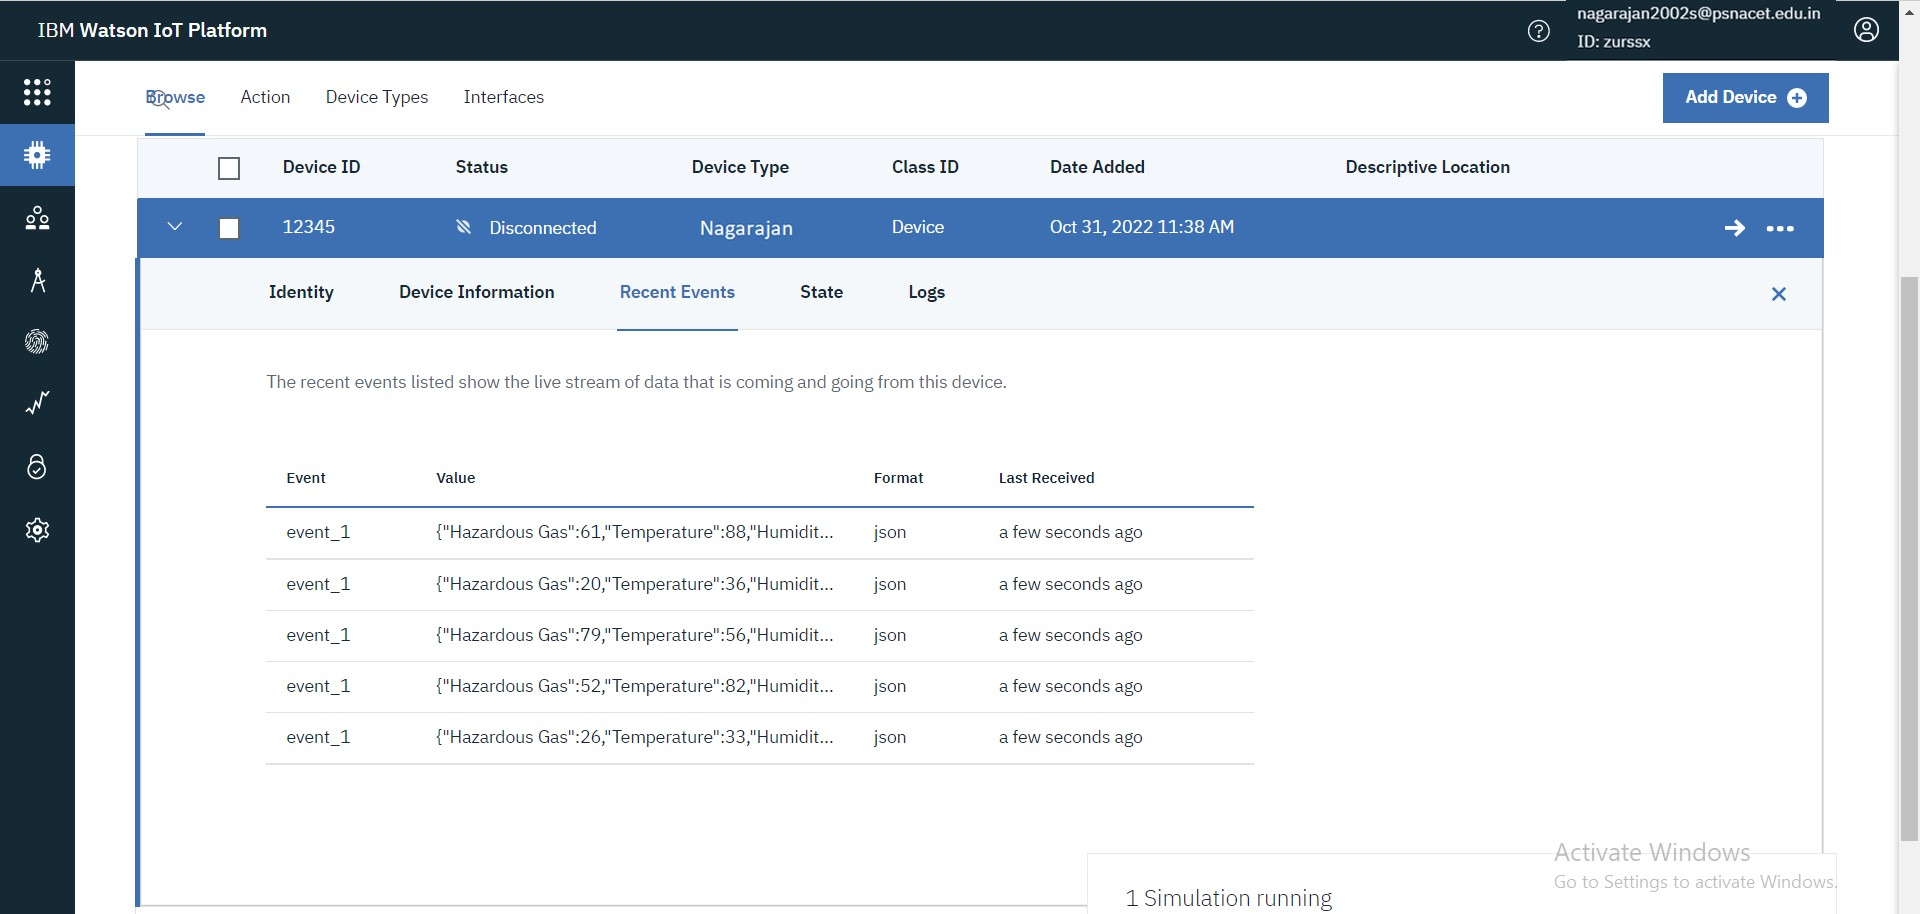 IBM Watson IoT Platform
nagarajan2002s@psnacet.edu.in
ID: zurssx
Browse Action Device Types Interfaces
Add Device
Device ID Status Device Type Class ID Date Added Descriptive Location
12345 Disconnected Nagarajan Device Oct 31, 2022 11:38 AM
Identity Device Information Recent Events State Logs
The recent events listed show the live stream of data that is coming and going from this device.
Event Value Format Last Received
event_1 {"Hazardous Gas":61,"Temperature":88,"Humidit... json a few seconds ago
event_1 {"Hazardous Gas":20,"Temperature":36,"Humidit... json a few seconds ago
event_1 {"Hazardous Gas":79,"Temperature":56,"Humidit... json a few seconds ago
event_1 {"Hazardous Gas":52,"Temperature":82,"Humidit... json a few seconds ago
event_1 {"Hazardous Gas":26,"Temperature":33,"Humidit... json a few seconds ago
Activate Windows
Go to Settings to activate Windows.
1 Simulation running